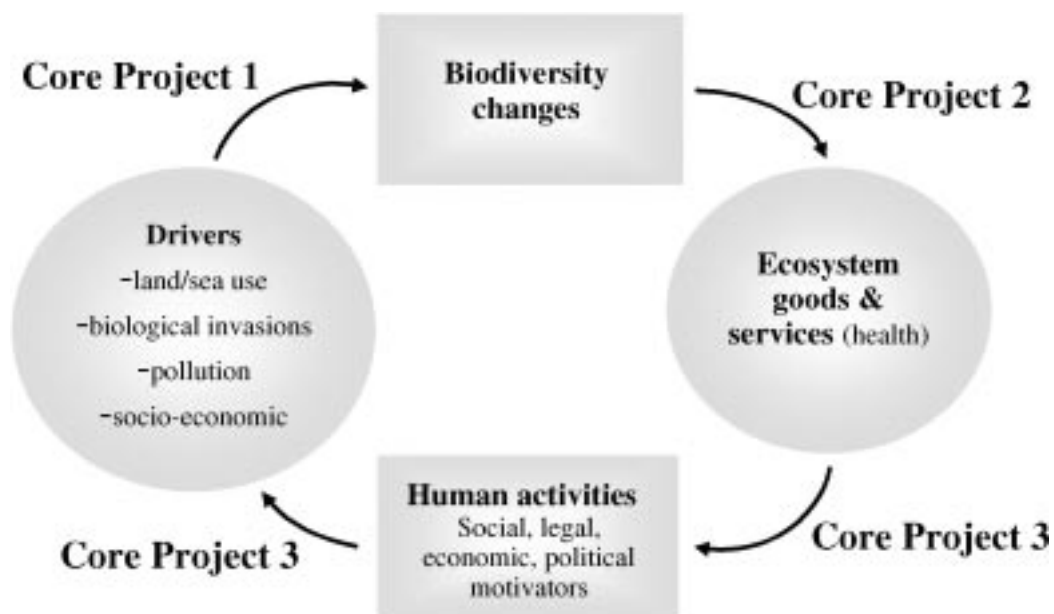 Core Project 1
Biodiversity
changes
Core Project 2
Drivers
-land/sea use
-biological invasions
-pollution
-socio-economic
Ecosystem
goods &
services (health)
Human activities
Social, legal,
economic, political
motivators
Core Project 3
Core Project 3